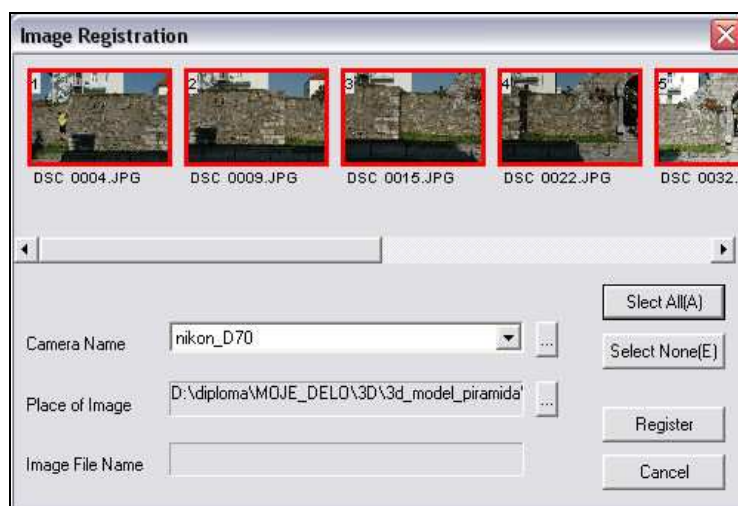 Image Registration
1 2 3 4 5
DSC 0004.JPG DSC 0009.JPG DSC 0015.JPG DSC 0022.JPG DSC 0032.
Slect All(A)
Camera Name nikon_D70 ...
Select None(E)
Place of Image D:\diploma\MOJE_DELO\3D\3d_model_piramida\ ...
Register
Image File Name
Cancel